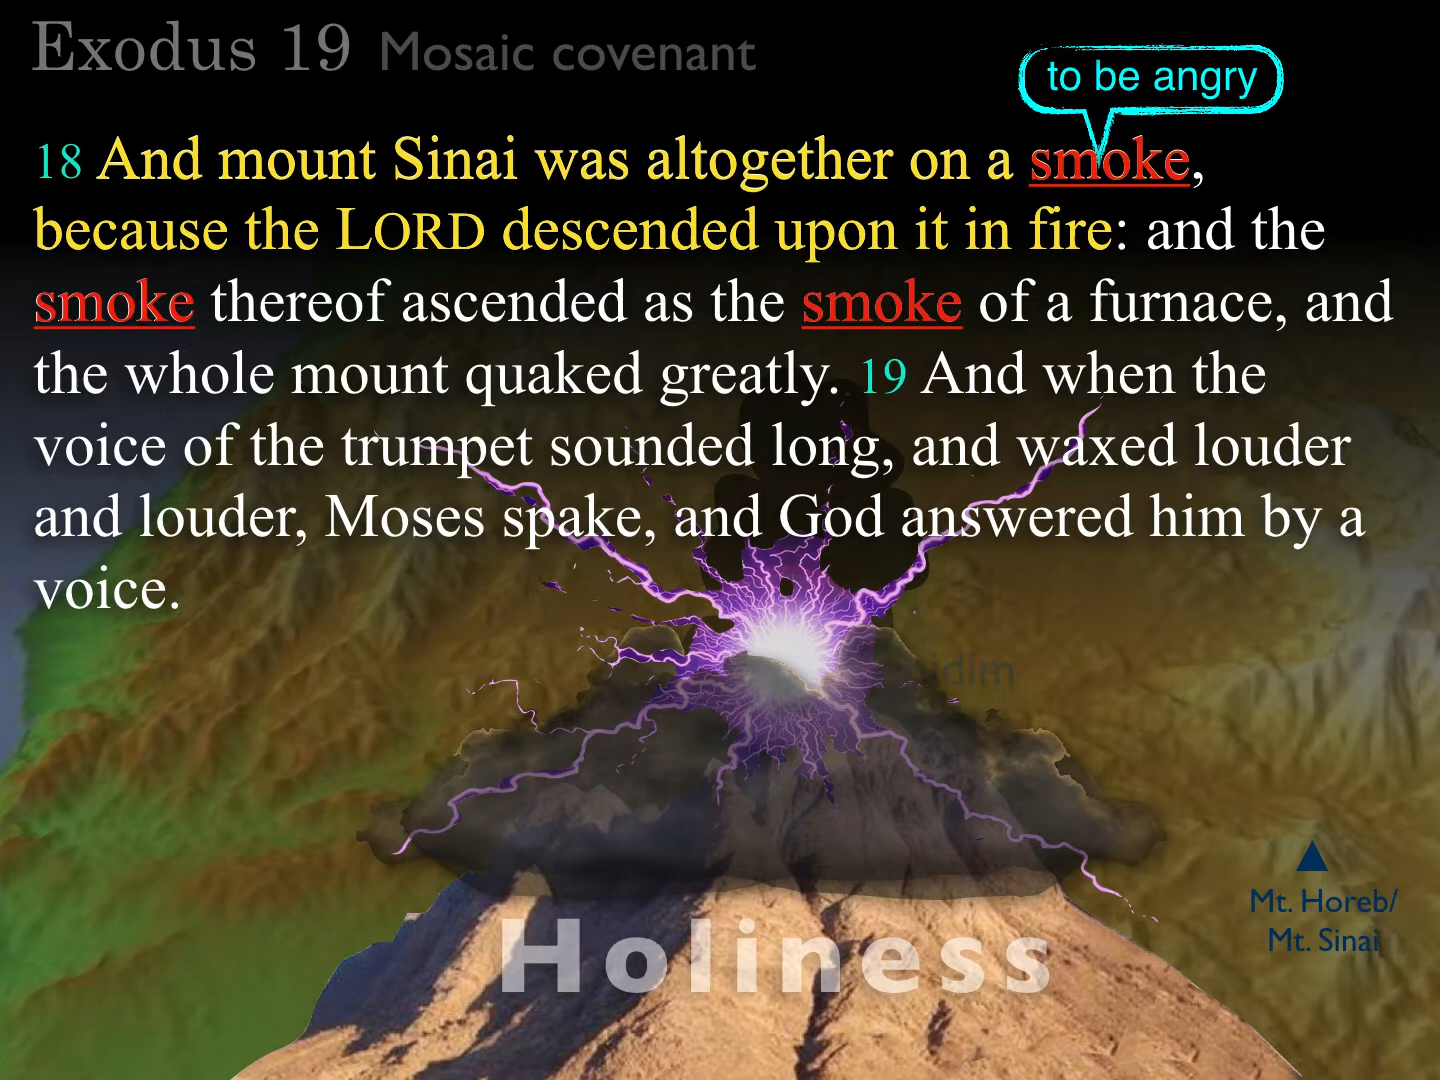 Exodus 19 Mosaic covenant
to be angry
18 And mount Sinai was altogether on a smoke,
because the LORD descended upon it in fire: and the
smoke thereof ascended as the smoke of a furnace, and
the whole mount quaked greatly. 19 And when the
voice of the trumpet sounded long, and waxed louder
and louder, Moses spake, and God answered him by a
voice.
idim
Mt. Horeb/
Mt. Sinai
Holiness